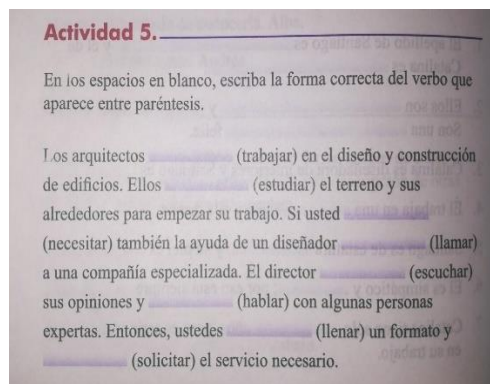 Actividad 5.
En los espacios en blanco, escriba la forma correcta del verbo que
aparece entre paréntesis.
Los arquitectos (trabajar) en el diseño y construcción
de edificios. Ellos (estudiar) el terreno y sus
alrededores para empezar su trabajo. Si usted
(necesitar) también la ayuda de un diseñador (llamar)
a una compañía especializada. El director (escuchar)
sus opiniones y (hablar) con algunas personas
expertas. Entonces, ustedes (llenar) un formato y
(solicitar) el servicio necesario.